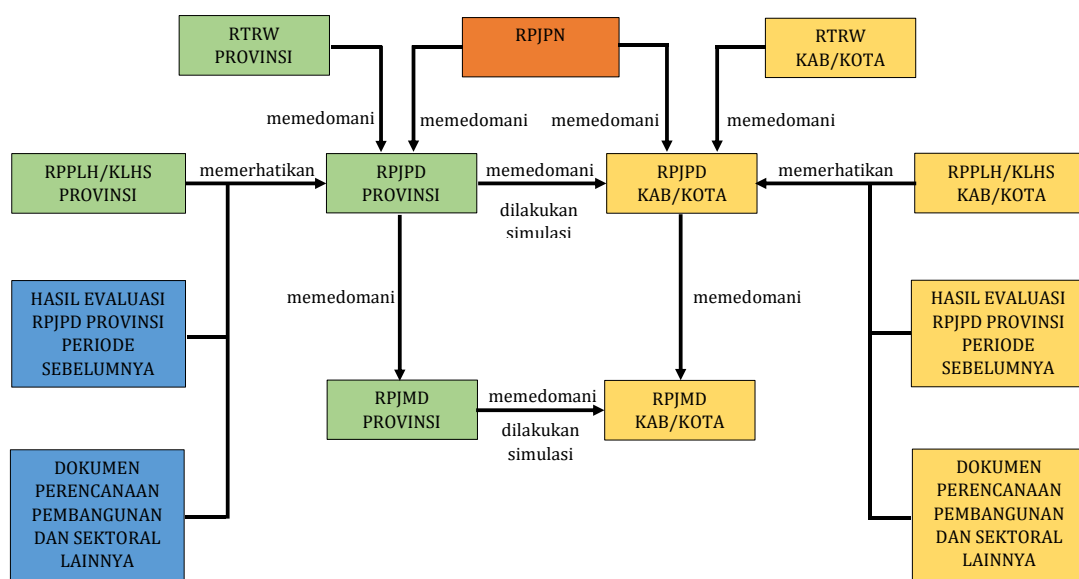 RTRW
PROVINSI
RPJPN
RTRW
KAB/KOTA
memedomani
memedomani
memedomani
memedomani
RPPLH/KLHS
PROVINSI
memerhatikan
RPJPD
PROVINSI
memedomani
dilakukan
simulasi
RPJPD
KAB/KOTA
memerhatikan
RPPLH/KLHS
KAB/KOTA
HASIL EVALUASI
RPJPD PROVINSI
PERIODE
SEBELUMNYA
memedomani
memedomani
HASIL EVALUASI
RPJPD PROVINSI
PERIODE
SEBELUMNYA
RPJMD
PROVINSI
memedomani
dilakukan
simulasi
RPJMD
KAB/KOTA
DOKUMEN
PERENCANAAN
PEMBANGUNAN
DAN SEKTORAL
LAINNYA
DOKUMEN
PERENCANAAN
PEMBANGUNAN
DAN SEKTORAL
LAINNYA